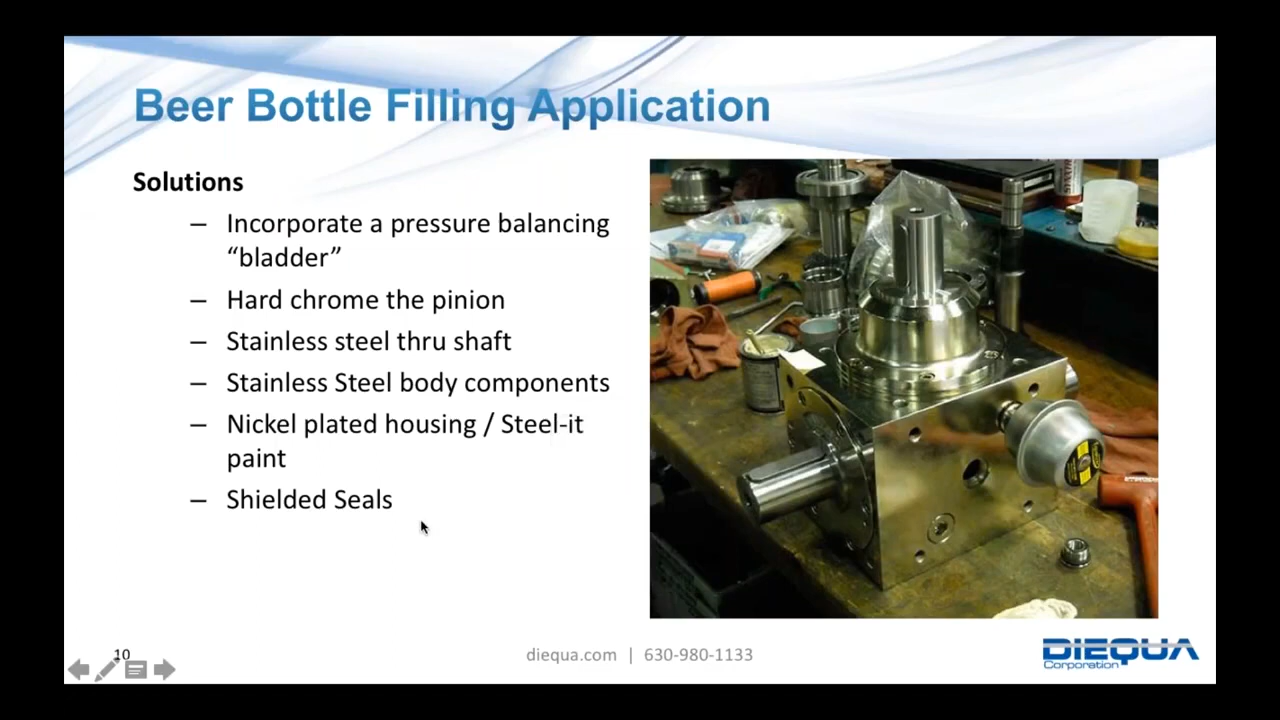 Beer Bottle Filling Application
Solutions
– Incorporate a pressure balancing
“bladder”
– Hard chrome the pinion
– Stainless steel thru shaft
– Stainless Steel body components
– Nickel plated housing / Steel-it
paint
– Shielded Seals
10
diequa.com | 630-980-1133
DIEQUA
Corporation